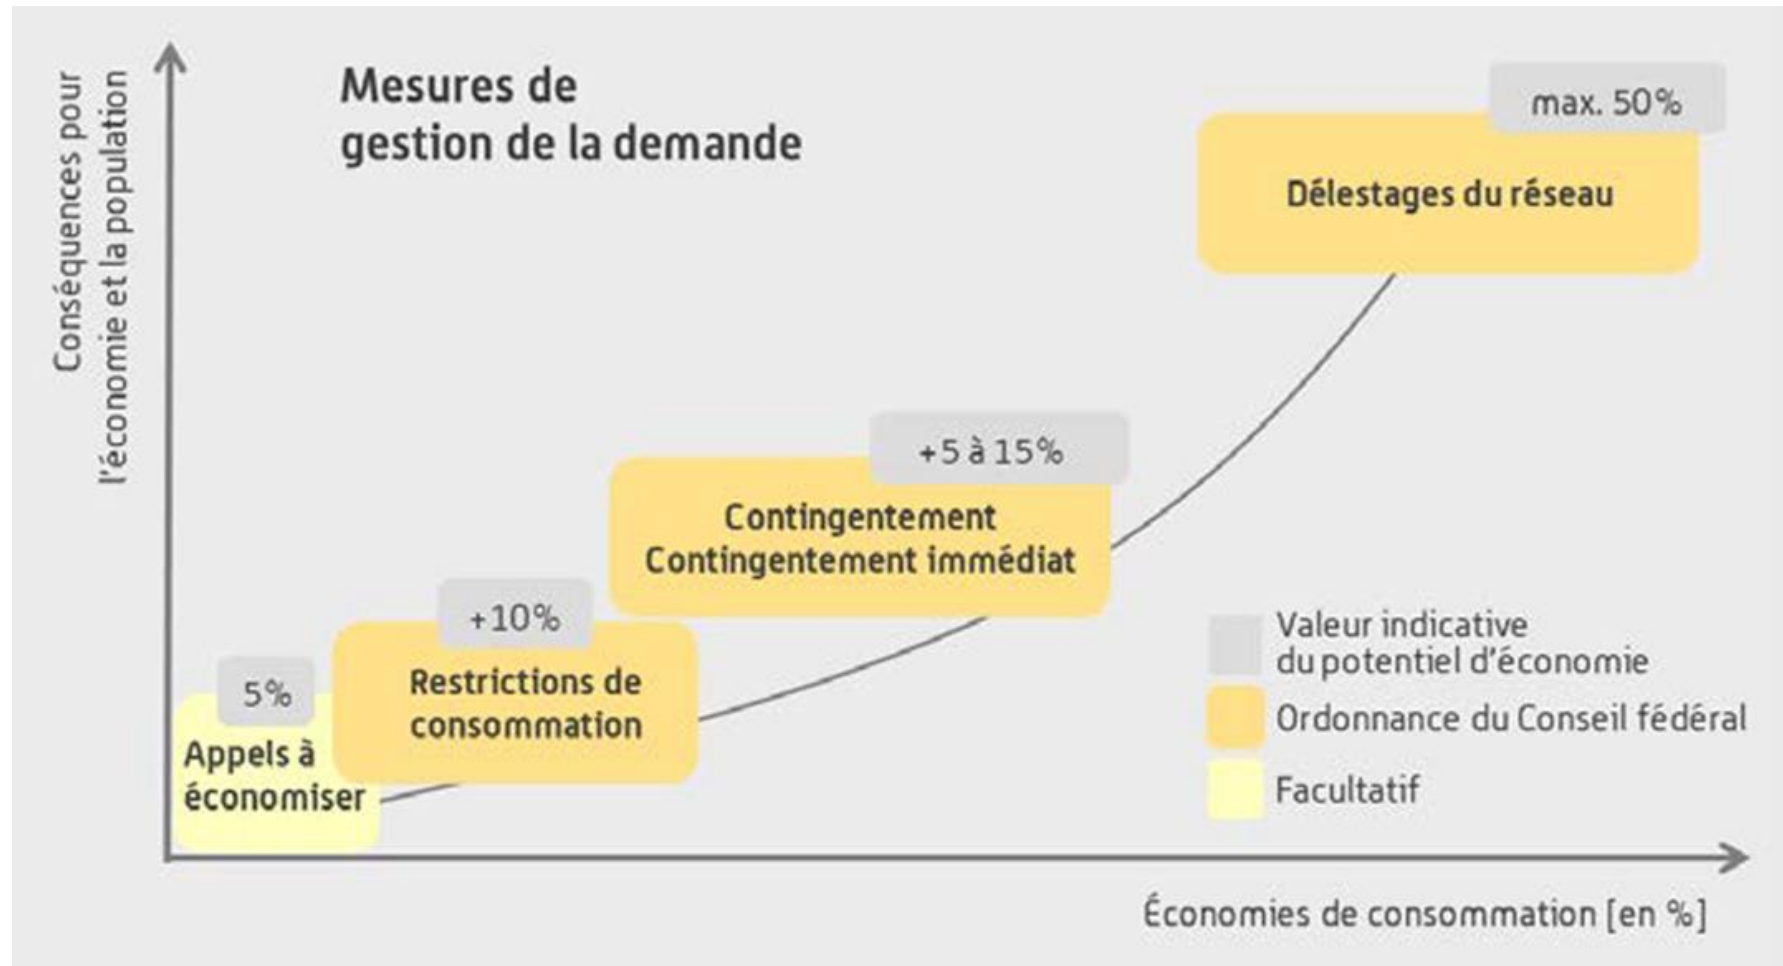 Conséquences pour
l'économie et la population
Mesures de
gestion de la demande
max. 50%
Délestages du réseau
+5 à 15%
Contingentement
Contingentement immédiat
+10%
Restrictions de
consommation
5%
Appels à
économiser
Valeur indicative
du potentiel d'économie
Ordonnance du Conseil fédéral
Facultatif
Économies de consommation [en %]